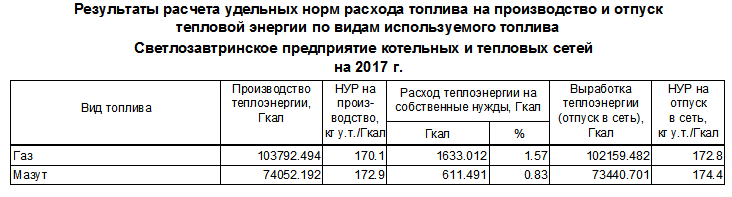 Результаты расчета удельных норм расхода топлива на производство и отпуск
тепловой энергии по видам используемого топлива
Светлозавтринское предприятие котельных и тепловых сетей
на 2017 г.
Вид топлива
Производство
теплоэнергии,
Гкал
НУР на
произ-
водство,
кг у.т./Гкал
Расход теплоэнергии на
собственные нужды, Гкал
Гкал
%
Выработка
теплоэнергии
(отпуск в сеть),
Гкал
НУР на
отпуск
в сеть,
кг у.т./Гкал
Газ 103792.494 170.1 1633.012 1.57 102159.482 172.8
Мазут 74052.192 172.9 611.491 0.83 73440.701 174.4